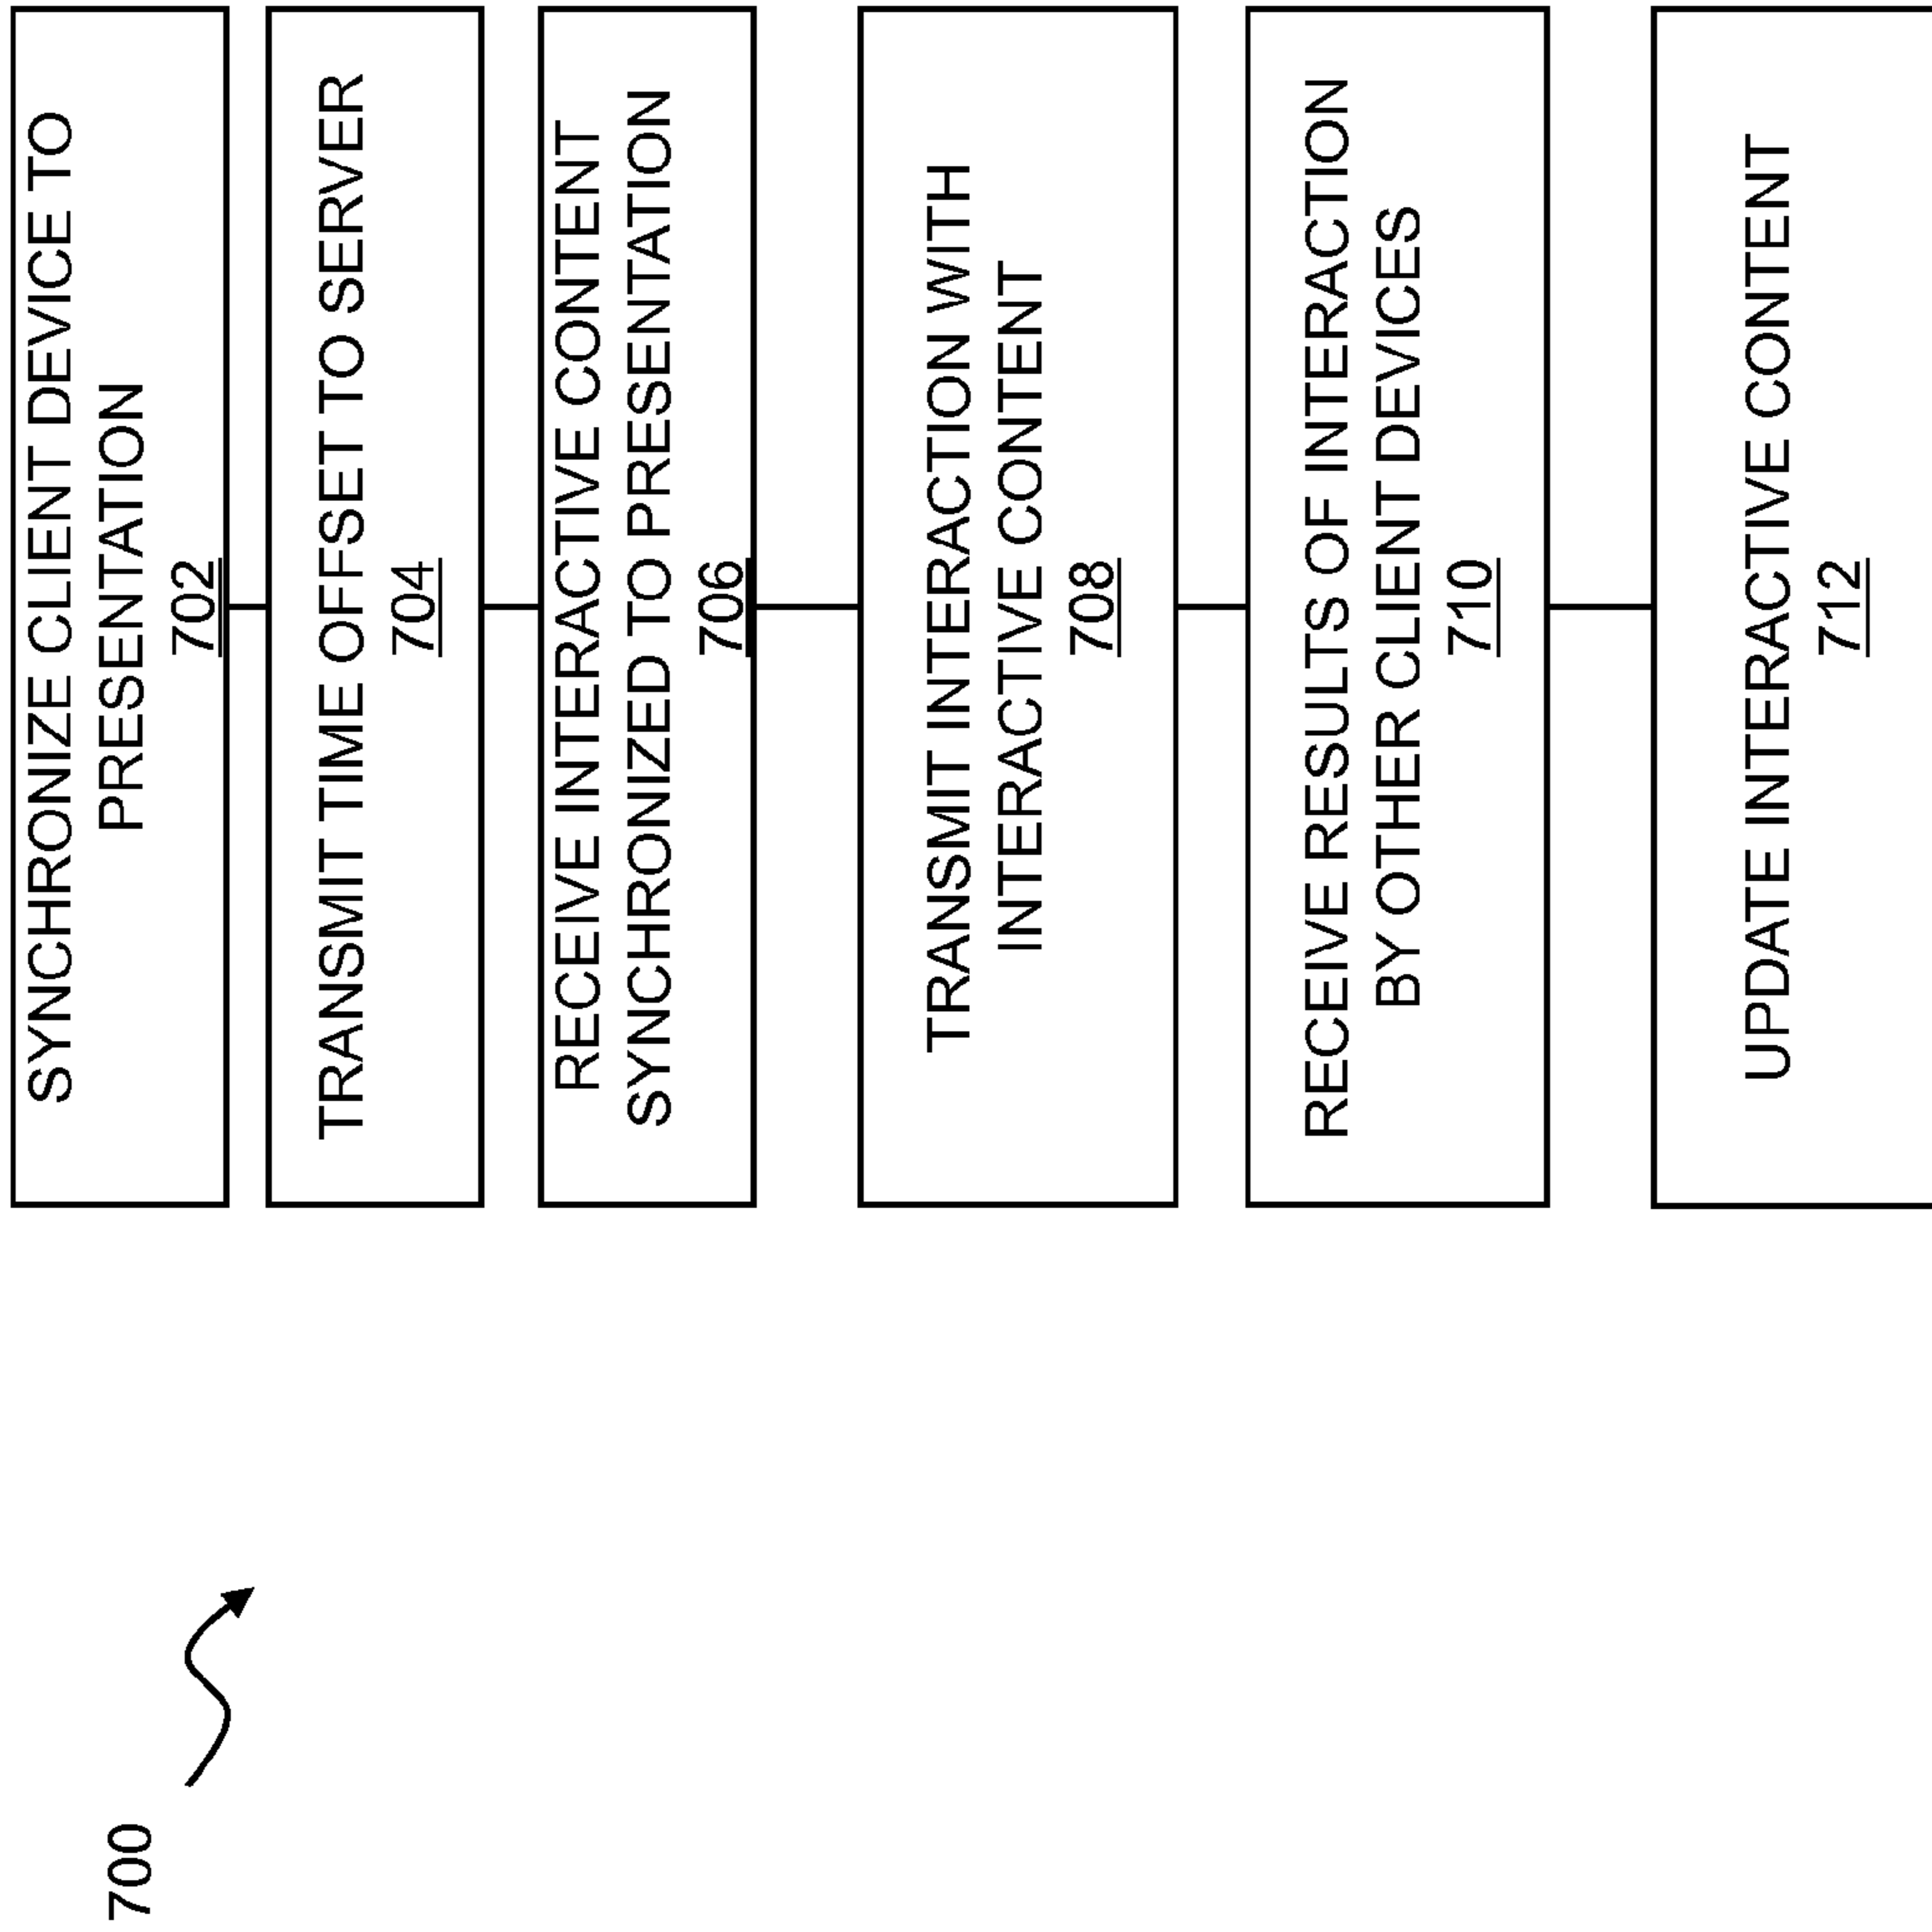 700
SYNCHRONIZE CLIENT DEVICE TO
PRESENTATION
702
TRANSMIT TIME OFFSET TO SERVER
704
RECEIVE INTERACTIVE CONTENT
SYNCHRONIZED TO PRESENTATION
706
TRANSMIT INTERACTION WITH
INTERACTIVE CONTENT
708
RECEIVE RESULTS OF INTERACTION
BY OTHER CLIENT DEVICES
710
UPDATE INTERACTIVE CONTENT
712